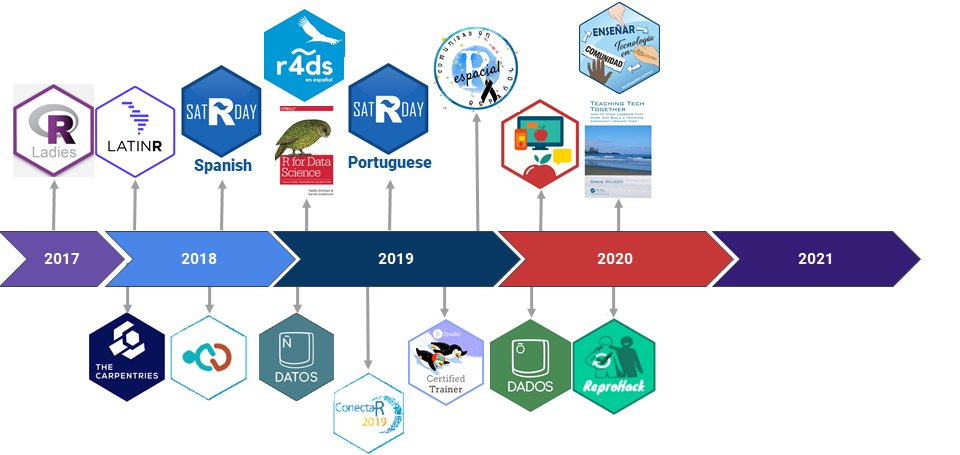 R
Ladies
LATINR
SATRDAY
Spanish
r4ds
en español
O'REILLY
R for Data
Science
Hadley Wickham &
Garrett Grolemund
SATRDAY
Portuguese
COMUNIDAD DN
R
espacial
ENSEÑAR
Tecnología
en
COMUNIDAD
TEACHING TECH
TOGETHER
HOW TO MAKE LESSONS THAT
WORK AND BUILD A TEACHING
COMMUNITY AROUND THEM
GREG WILSON
2017
2018
2019
2020
2021
THE
CARPENTRIES
Ñ
DATOS
ConectaR
2019
R Studio
Certified
Trainer
Õ
DADOS
ReproHack